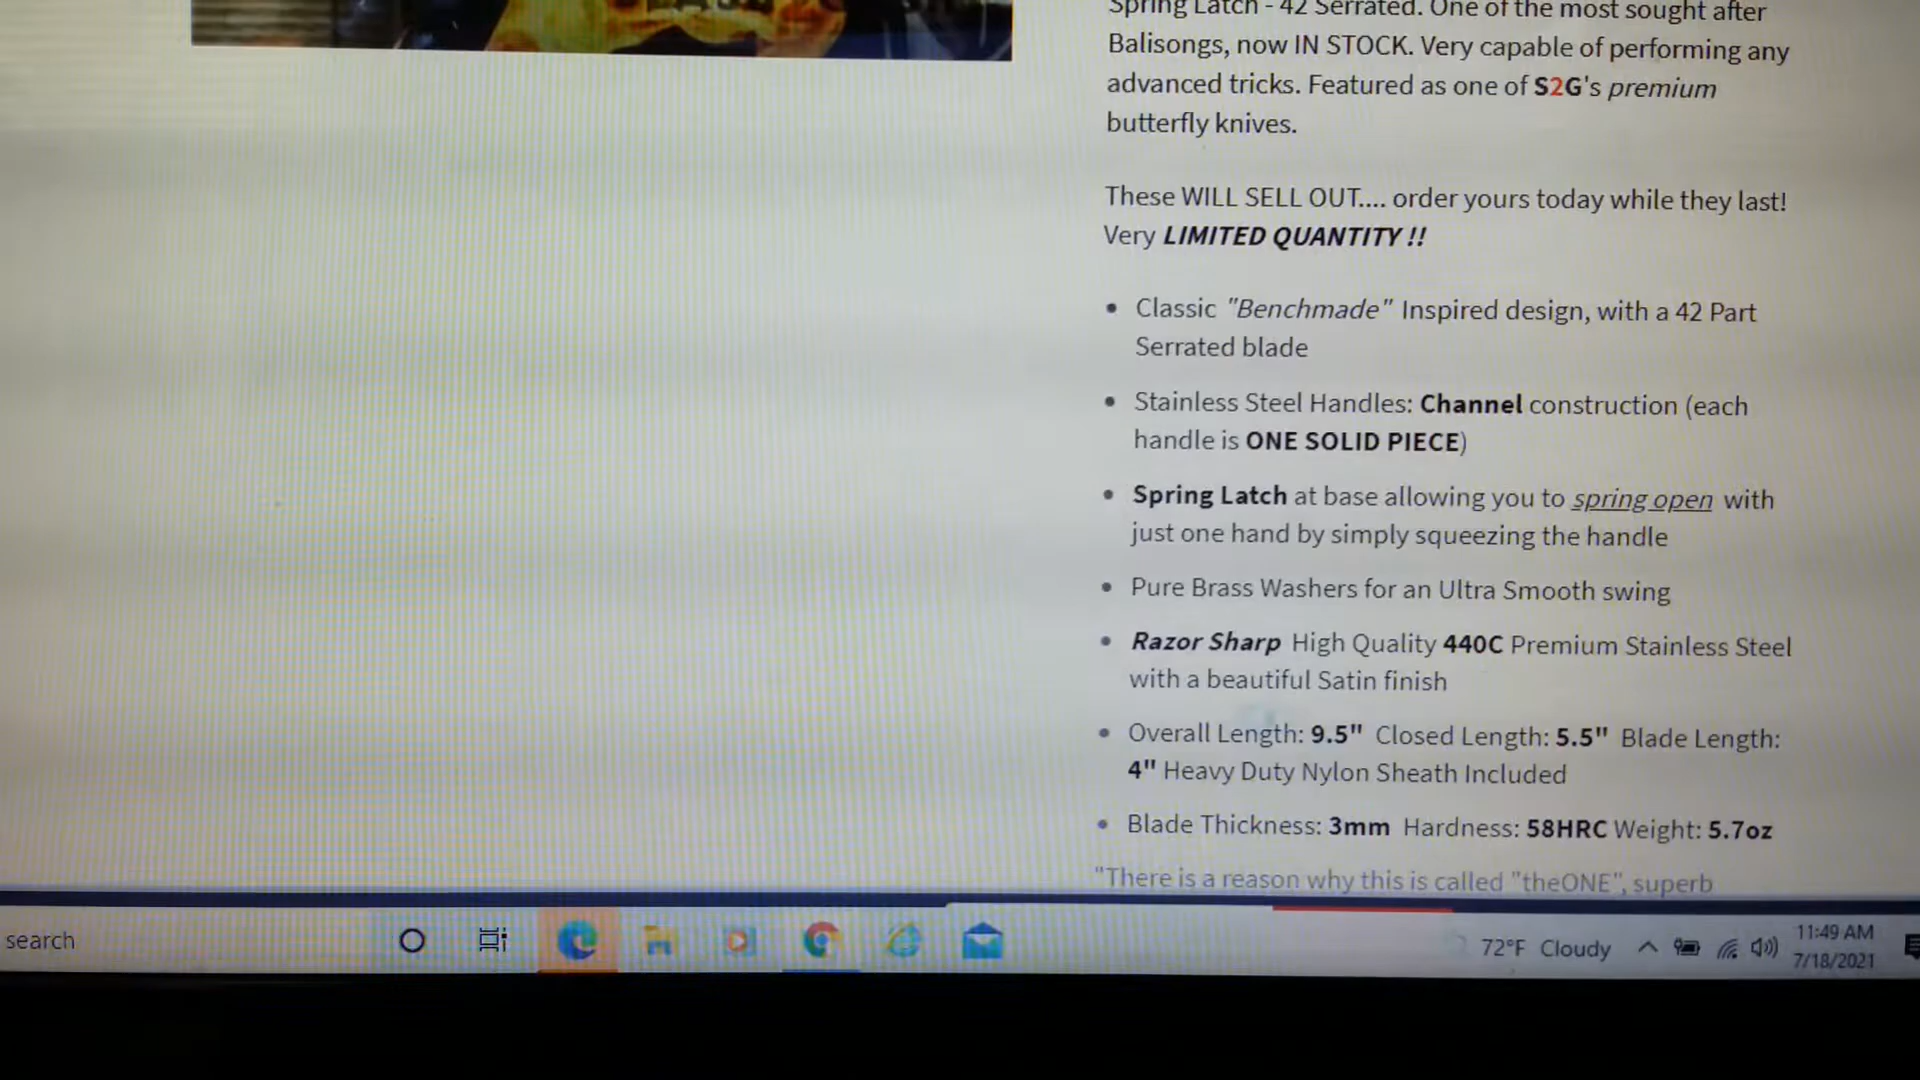 Spring Latch - 42 Serrated. One of the most sought after
Balisongs, now IN STOCK. Very capable of performing any
advanced tricks. Featured as one of S2G's premium
butterfly knives.
These WILL SELL OUT.... order yours today while they last!
Very LIMITED QUANTITY !!
• Classic "Benchmade" Inspired design, with a 42 Part
Serrated blade
• Stainless Steel Handles: Channel construction (each
handle is ONE SOLID PIECE)
• Spring Latch at base allowing you to spring open with
just one hand by simply squeezing the handle
• Pure Brass Washers for an Ultra Smooth swing
• Razor Sharp High Quality 440C Premium Stainless Steel
with a beautiful Satin finish
• Overall Length: 9.5" Closed Length: 5.5" Blade Length:
4" Heavy Duty Nylon Sheath Included
• Blade Thickness: 3mm Hardness: 58HRC Weight: 5.7oz
"There is a reason why this is called "theONE", superb
search
72°F Cloudy
11:49 AM
7/18/2021